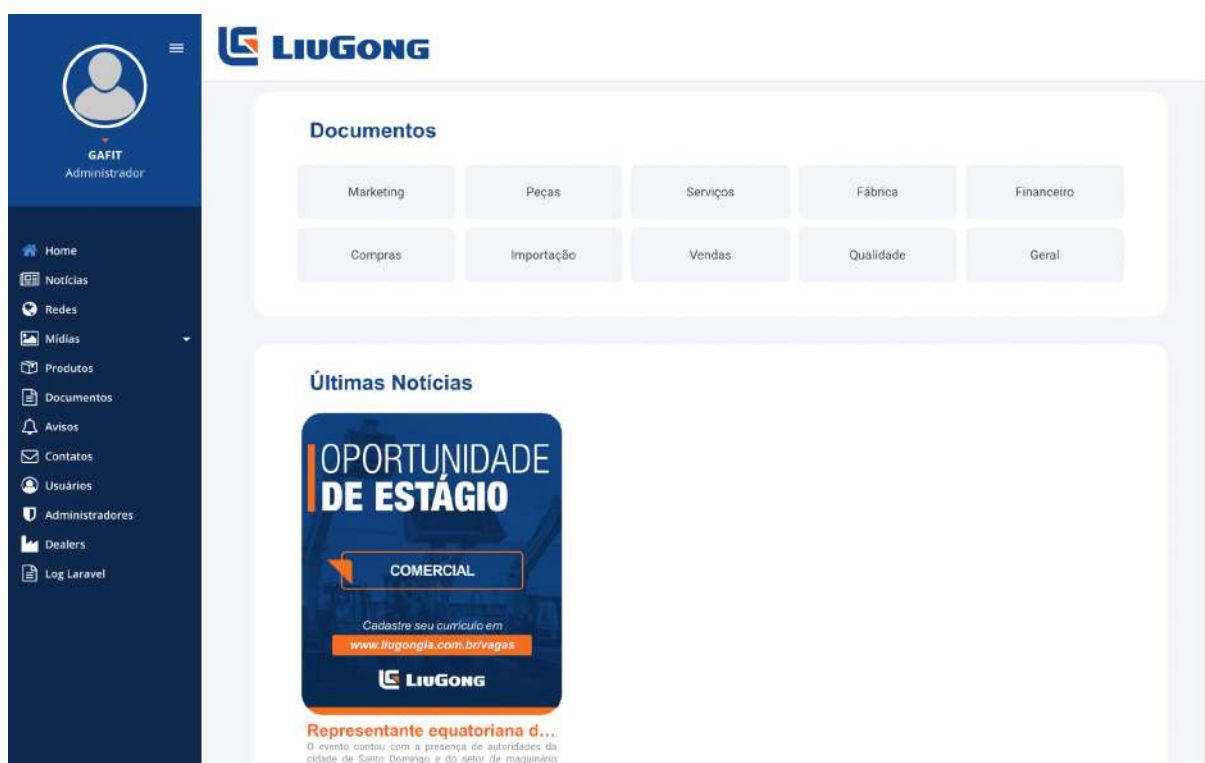 LIUGONG
GAFIT
Administrador
Home
Notícias
Redes
Mídias
Produtos
Documentos
Avisos
Contatos
Usuários
Administradores
Dealers
Log Laravel
Documentos
Marketing
Peças
Serviços
Fábrica
Financeiro
Compras
Importação
Vendas
Qualidade
Geral
Últimas Notícias
OPORTUNIDADE
DE ESTÁGIO
COMERCIAL
Cadastre seu currículo em
www.liugongla.com.br/vagas
LIUGONG
Representante equatoriana d...
O evento contou com a presença de autoridades da
cidade de Santo Domingo e do setor de maquinário